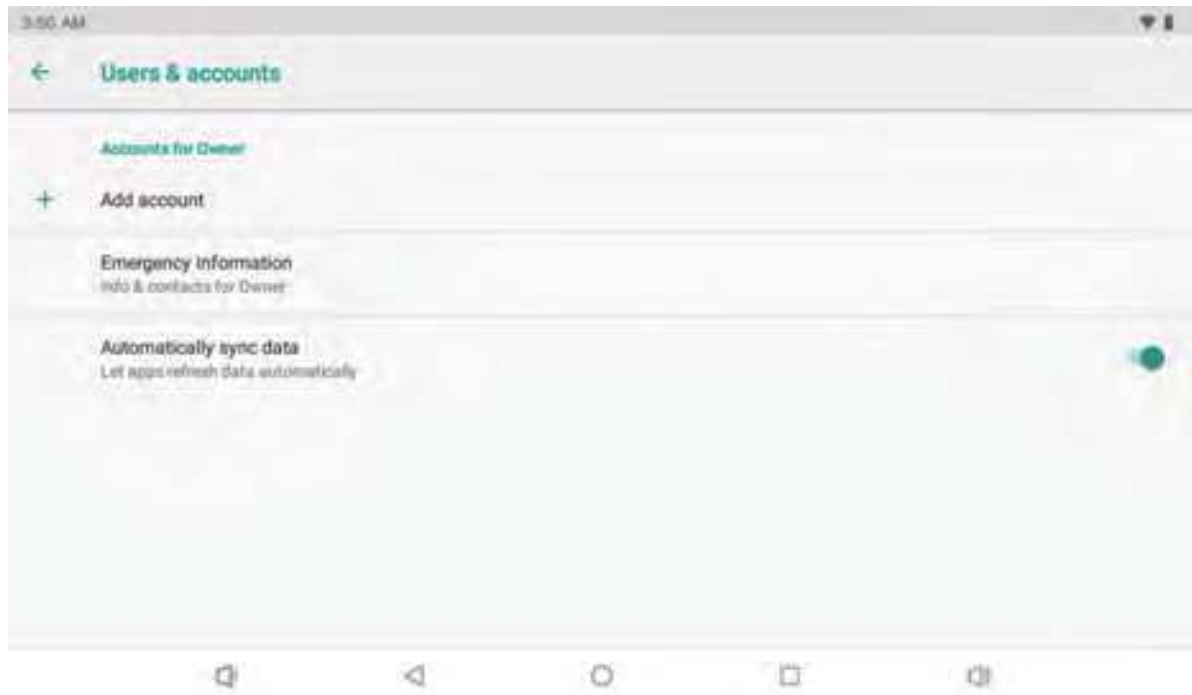 3:50 AM
Users & accounts
Accounts for Owner
Add account
Emergency Information
Info & contacts for Owner
Automatically sync data
Let apps refresh data automatically